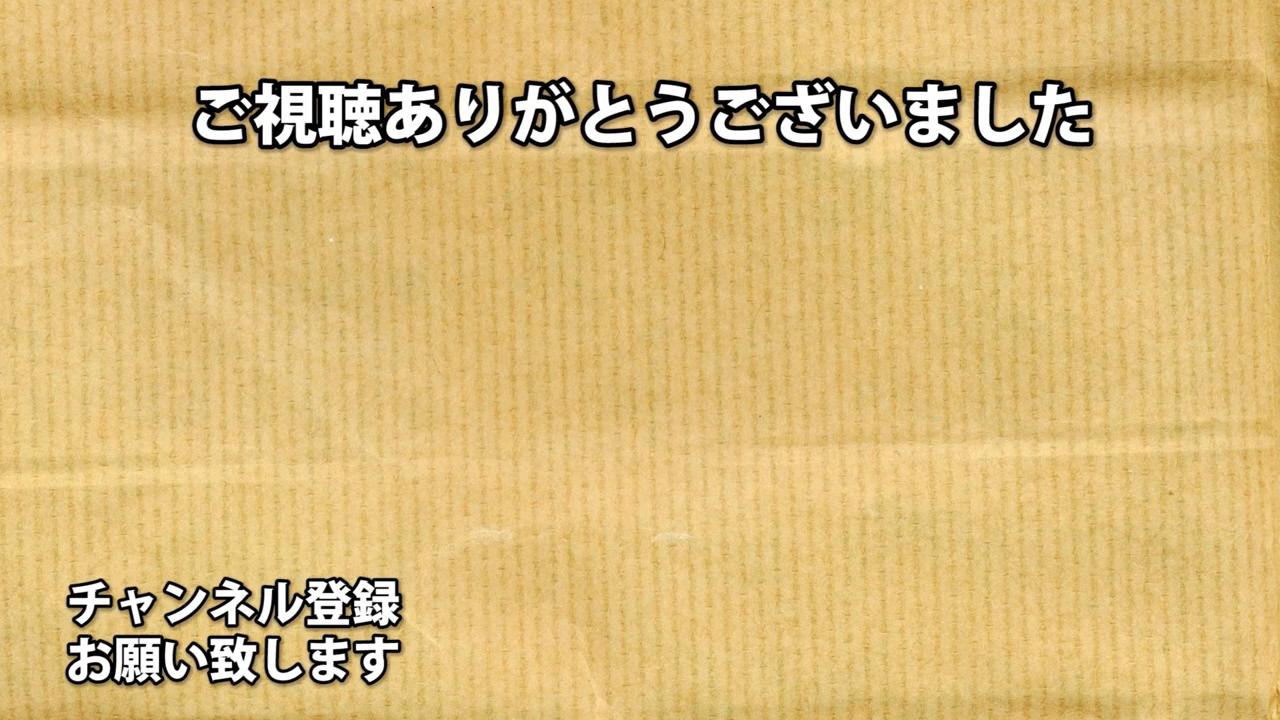 ご視聴ありがとうございました
チャンネル登録
お願い致します